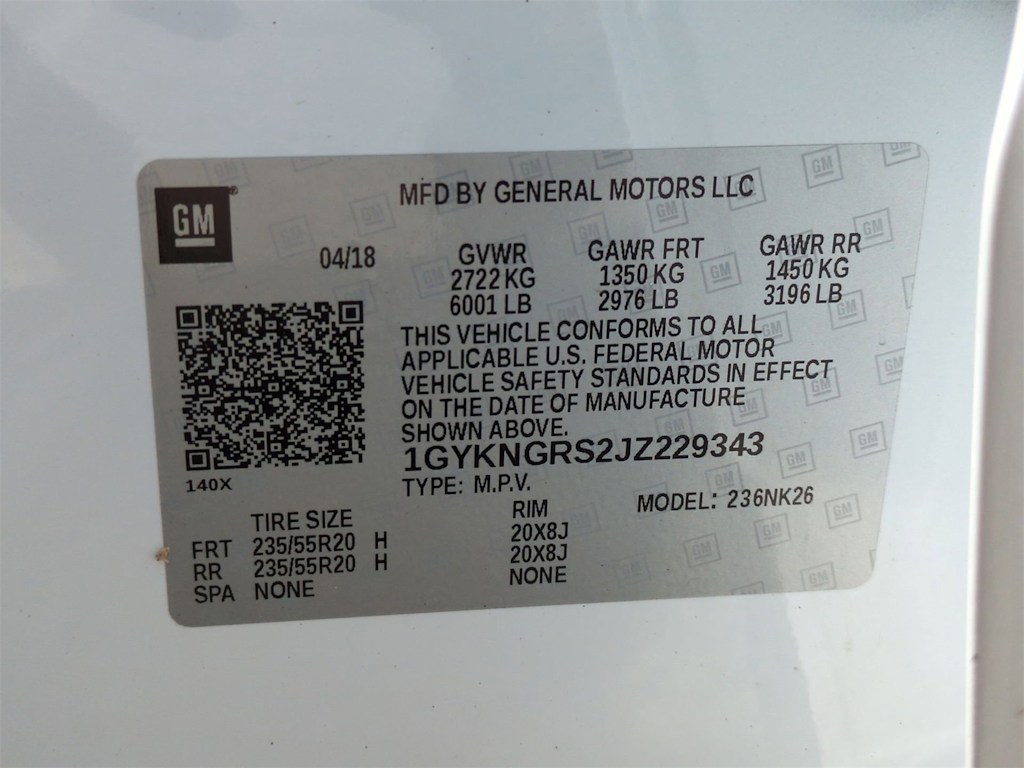 GM
MFD BY GENERAL MOTORS LLC
04/18 GVWR GAWR FRT GAWR RR
2722 KG 1350 KG 1450 KG
6001 LB 2976 LB 3196 LB
THIS VEHICLE CONFORMS TO ALL
APPLICABLE U.S. FEDERAL MOTOR
VEHICLE SAFETY STANDARDS IN EFFECT
ON THE DATE OF MANUFACTURE
SHOWN ABOVE.
1GYKNGRS2JZ229343
140X
TYPE: M.P.V. MODEL: 236NK26
TIRE SIZE RIM
FRT 235/55R20 H 20X8J
RR 235/55R20 H 20X8J
SPA NONE NONE